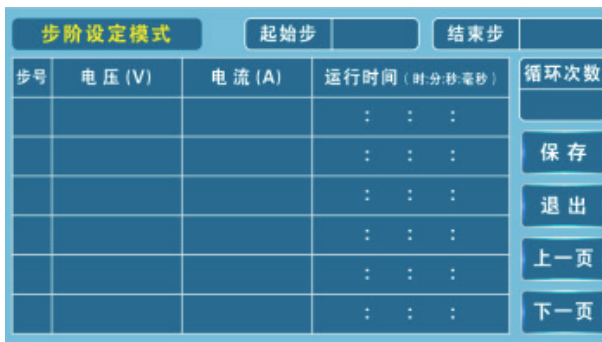 步阶设定模式 起始步 结束步
步号 电压(V) 电流(A) 运行时间(时:分:秒:毫秒) 循环次数
: : :
: : :
保存
: : :
退出
: : :
上一页
: : :
: : :
下一页